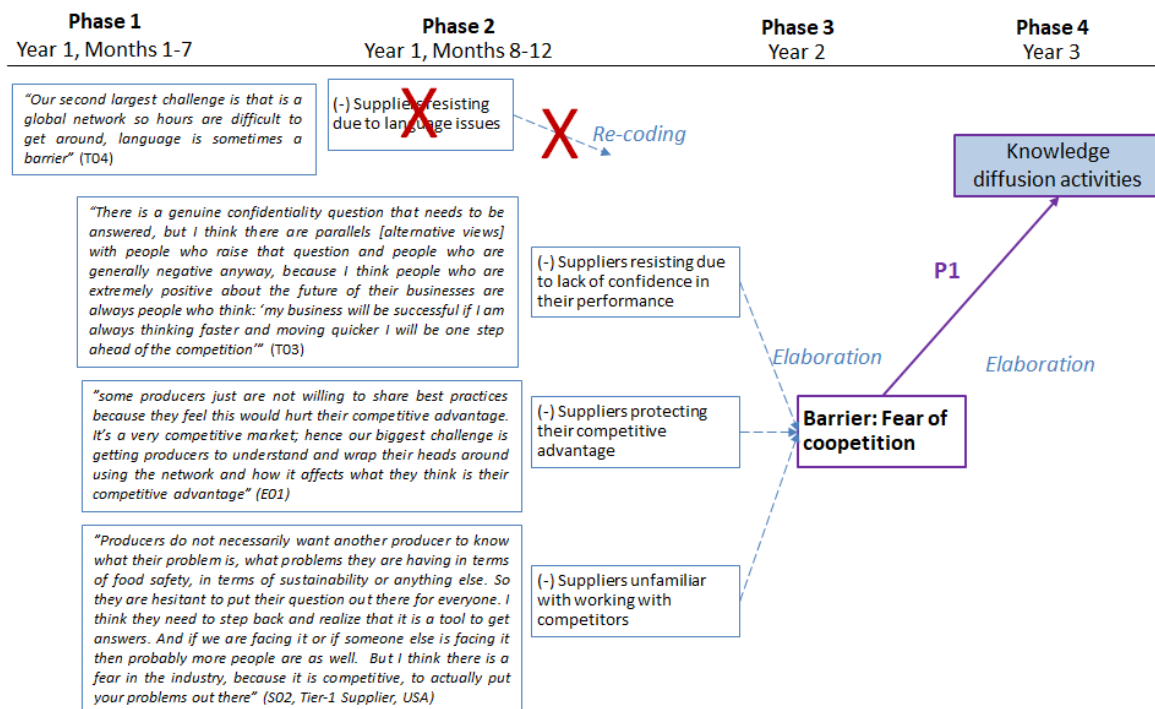 Phase 1
Year 1, Months 1-7
Phase 2
Year 1, Months 8-12
Phase 3
Year 2
Phase 4
Year 3
“Our second largest challenge is that is a
global network so hours are difficult to
get around, language is sometimes a
barrier” (T04)
(-) Suppliers resisting
due to language issues
X
X
Re-coding
Knowledge
diffusion activities
“There is a genuine confidentiality question that needs to be
answered, but I think there are parallels [alternative views]
with people who raise that question and people who are
generally negative anyway, because I think people who are
extremely positive about the future of their businesses are
always people who think: ‘my business will be successful if I am
always thinking faster and moving quicker I will be one step
ahead of the competition’” (T03)
(-) Suppliers resisting due
to lack of confidence in
their performance
P1
Elaboration
Elaboration
”some producers just are not willing to share best practices
because they feel this would hurt their competitive advantage.
It’s a very competitive market; hence our biggest challenge is
getting producers to understand and wrap their heads around
using the network and how it affects what they think is their
competitive advantage” (E01)
(-) Suppliers protecting
their competitive
advantage
Barrier: Fear of
coopetition
”Producers do not necessarily want another producer to know
what their problem is, what problems they are having in terms
of food safety, in terms of sustainability or anything else. So
they are hesitant to put their question out there for everyone. I
think they need to step back and realize that it is a tool to get
answers. And if we are facing it or if someone else is facing it
then probably more people are as well. But I think there is a
fear in the industry, because it is competitive, to actually put
your problems out there” (S02, Tier-1 Supplier, USA)
(-) Suppliers unfamiliar
with working with
competitors